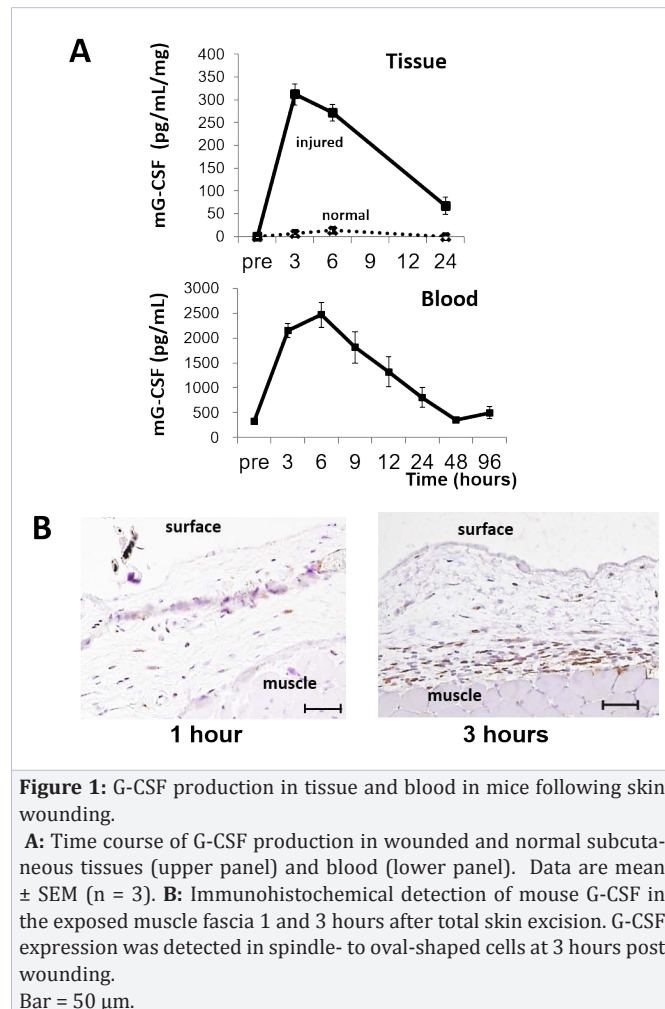 A
Tissue
mG-CSF (pg/mL/mg)
400
350
300
250
200
150
100
50
0
injured
normal
pre 3 6 9 12 24
Blood
mG-CSF (pg/mL)
3000
2500
2000
1500
1000
500
0
pre 3 6 9 12 24 48 96
Time (hours)
B
surface
muscle
1 hour
surface
muscle
3 hours
Figure 1: G-CSF production in tissue and blood in mice following skin
wounding.
A: Time course of G-CSF production in wounded and normal subcuta-
neous tissues (upper panel) and blood (lower panel). Data are mean
± SEM (n = 3). B: Immunohistochemical detection of mouse G-CSF in
the exposed muscle fascia 1 and 3 hours after total skin excision. G-CSF
expression was detected in spindle- to oval-shaped cells at 3 hours post
wounding.
Bar = 50 μm.